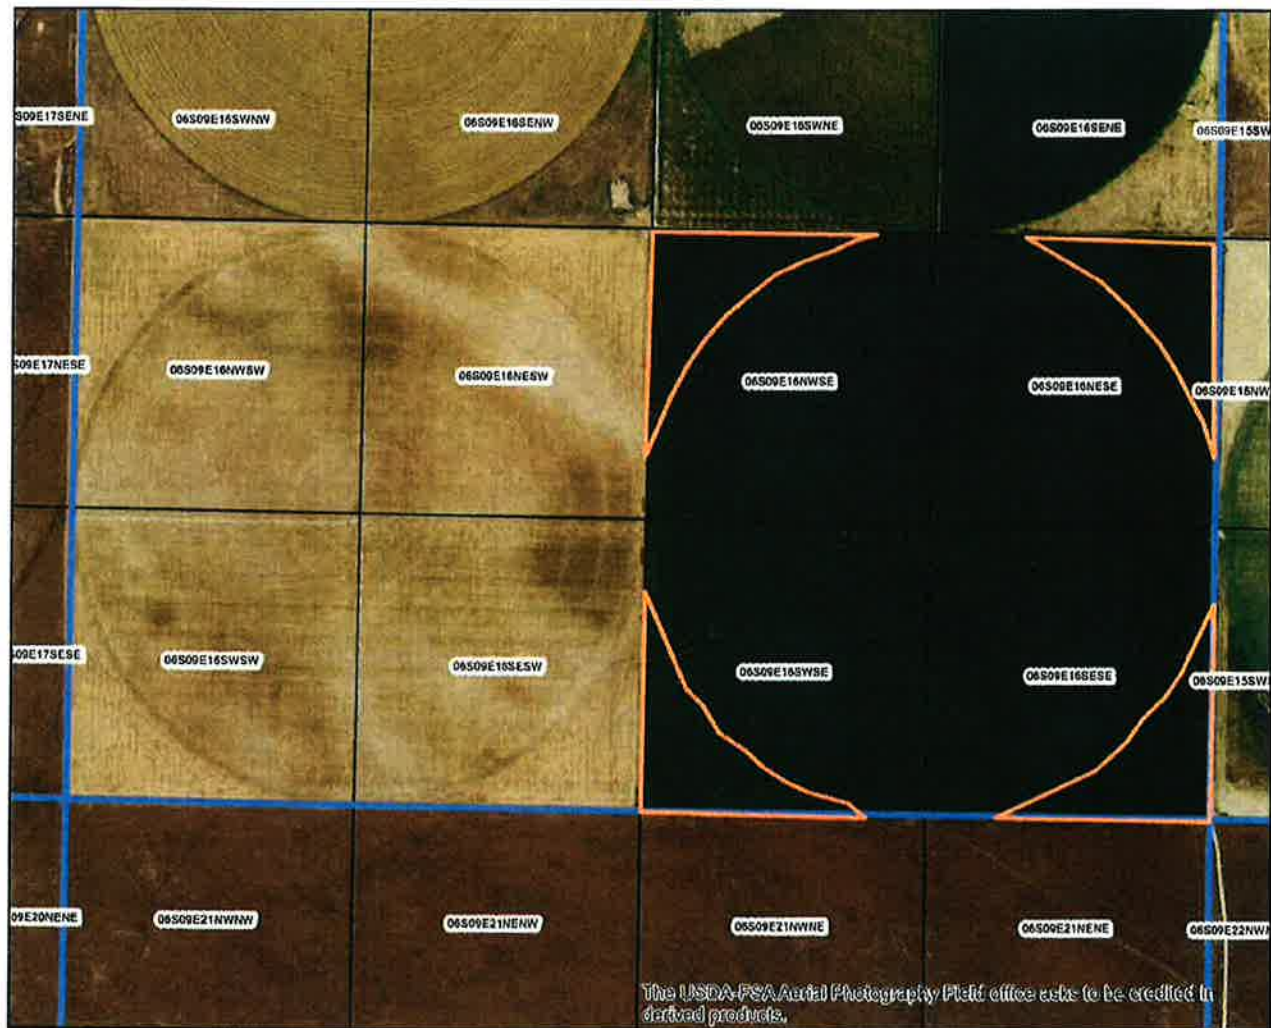 S09E17SENE
06S09E16SWNW
06S09E16SENW
06S09E16SWNE
06S09E16SENE
06S09E15SW
S09E17NESE
06S09E16NWSW
06S09E16NESW
06S09E16NWSE
06S09E16NESE
06S09E15NW
S09E17SESE
06S09E16SWSW
06S09E16SESW
06S09E16SWSE
06S09E16SESE
06S09E15SW
09E20NENE
06S09E21NWNW
06S09E21NENW
06S09E21NWNE
06S09E21NENE
06S09E22NWN
The USDA-FSA Aerial Photography Field office asks to be credited in
derived products.